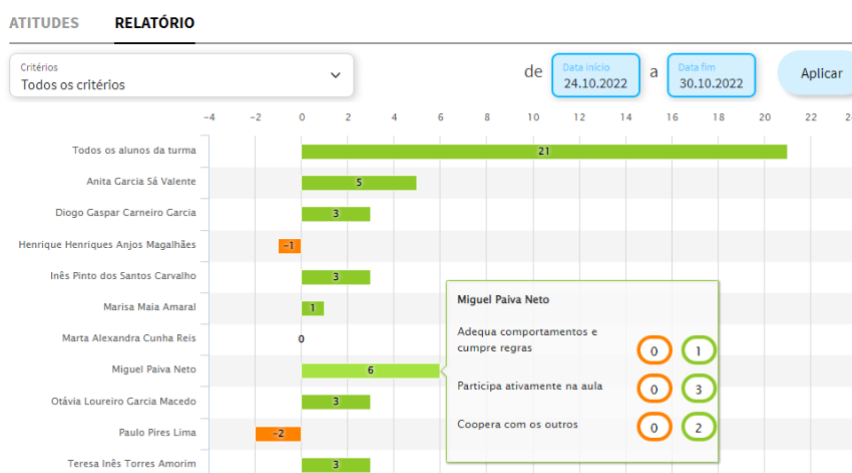 ATITUDES RELATÓRIO
Critérios
Todos os critérios
de
Data início
24.10.2022
a
Data fim
30.10.2022
Aplicar
-4 -2 0 2 4 6 8 10 12 14 16 18 20 22
Todos os alunos da turma 21
Anita Garcia Sá Valente 5
Diogo Gaspar Carneiro Garcia 3
Henrique Henriques Anjos Magalhães -1
Inês Pinto dos Santos Carvalho 3
Marisa Maia Amaral 1
Marta Alexandra Cunha Reis 0
Miguel Paiva Neto 6
Otávia Loureiro Garcia Macedo 3
Paulo Pires Lima -2
Teresa Inês Torres Amorim 3
Miguel Paiva Neto
Adequa comportamentos e
cumpre regras 0 1
Participa ativamente na aula 0 3
Coopera com os outros 0 2